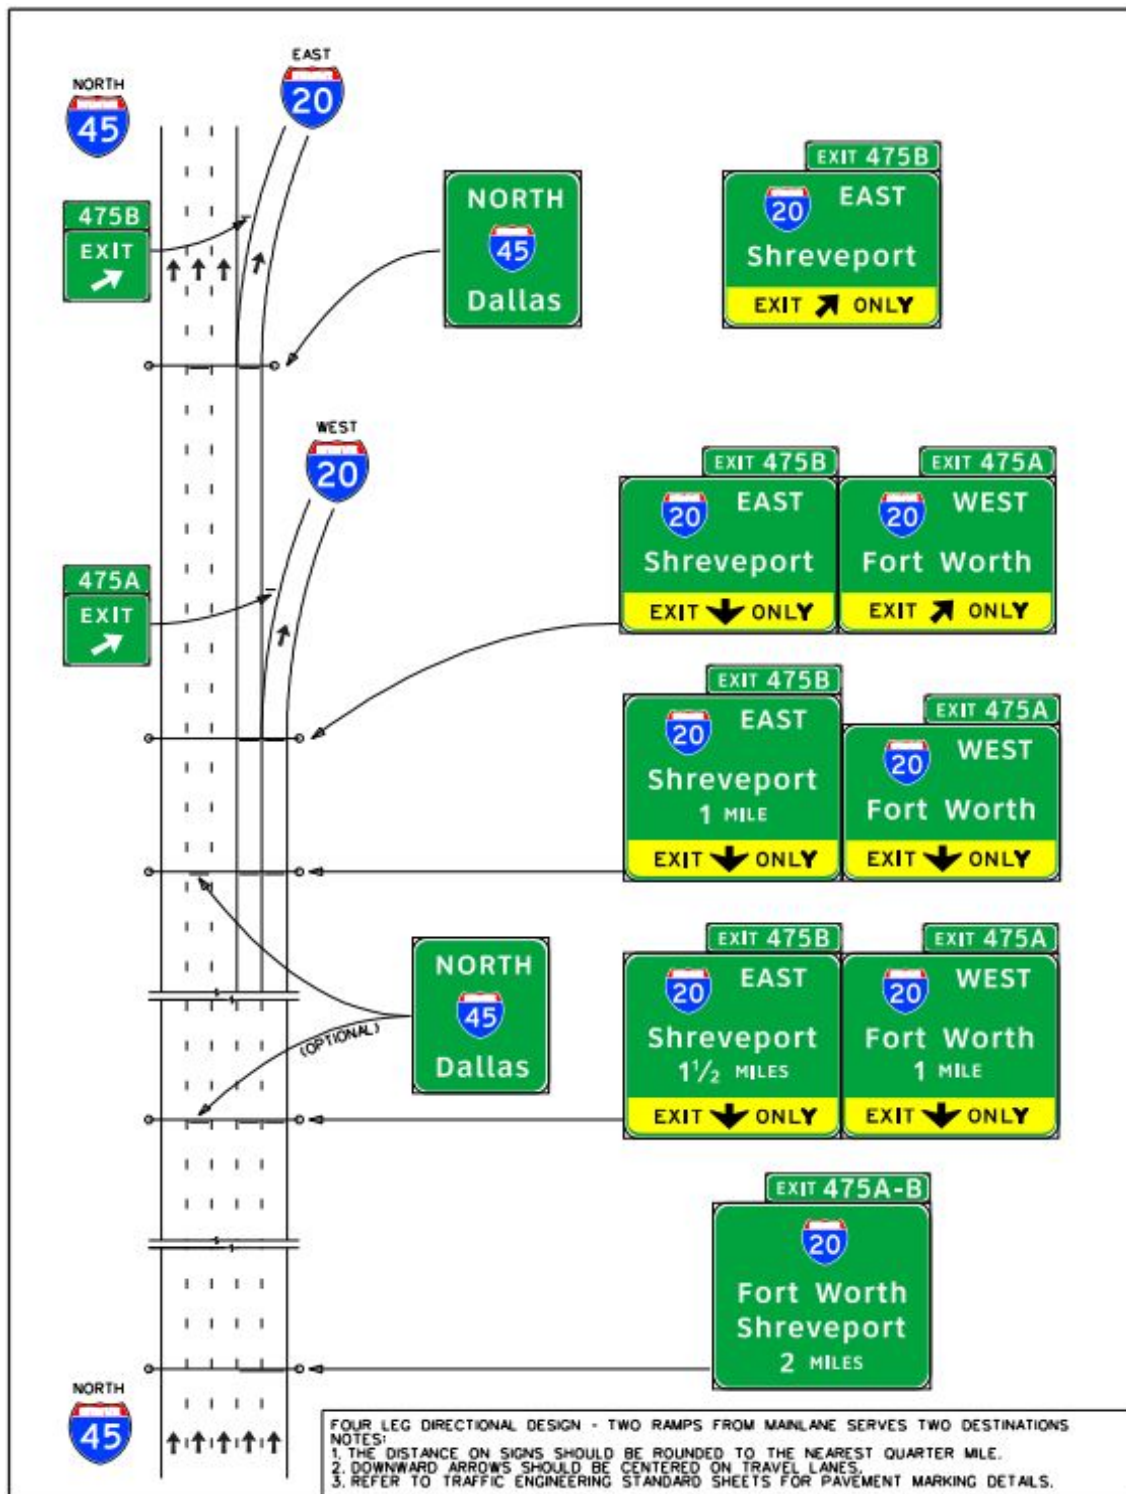 EAST
20
NORTH
45
475B
EXIT
NORTH
45
Dallas
EXIT 475B
20 EAST
Shreveport
EXIT ONLY
WEST
20
475A
EXIT
EXIT 475B
20 EAST
Shreveport
EXIT ONLY
EXIT 475A
20 WEST
Fort Worth
EXIT ONLY
EXIT 475B
20 EAST
Shreveport
1 MILE
EXIT ONLY
EXIT 475A
20 WEST
Fort Worth
EXIT ONLY
NORTH
45
Dallas
(OPTIONAL)
EXIT 475B
20 EAST
Shreveport
1 1/2 MILES
EXIT ONLY
EXIT 475A
20 WEST
Fort Worth
1 MILE
EXIT ONLY
EXIT 475A-B
20
Fort Worth
Shreveport
2 MILES
NORTH
45
FOUR LEG DIRECTIONAL DESIGN - TWO RAMPS FROM MAINLANE SERVES TWO DESTINATIONS
NOTES:
1. THE DISTANCE ON SIGNS SHOULD BE ROUNDED TO THE NEAREST QUARTER MILE.
2. DOWNWARD ARROWS SHOULD BE CENTERED ON TRAVEL LANES.
3. REFER TO TRAFFIC ENGINEERING STANDARD SHEETS FOR PAVEMENT MARKING DETAILS.